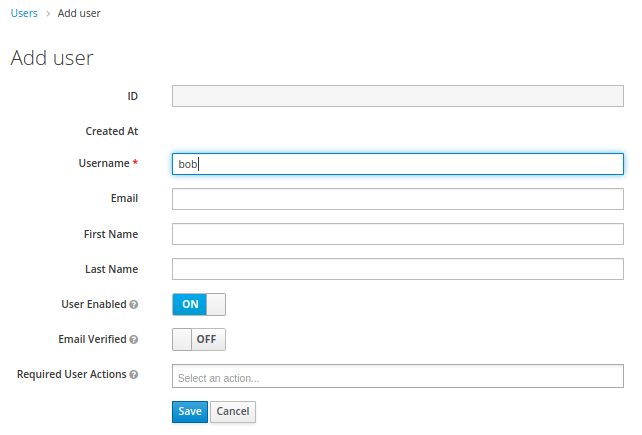 Users > Add user
Add user
ID
Created At
Username * bob
Email
First Name
Last Name
User Enabled ? ON
Email Verified ? OFF
Required User Actions ? Select an action...
Save Cancel